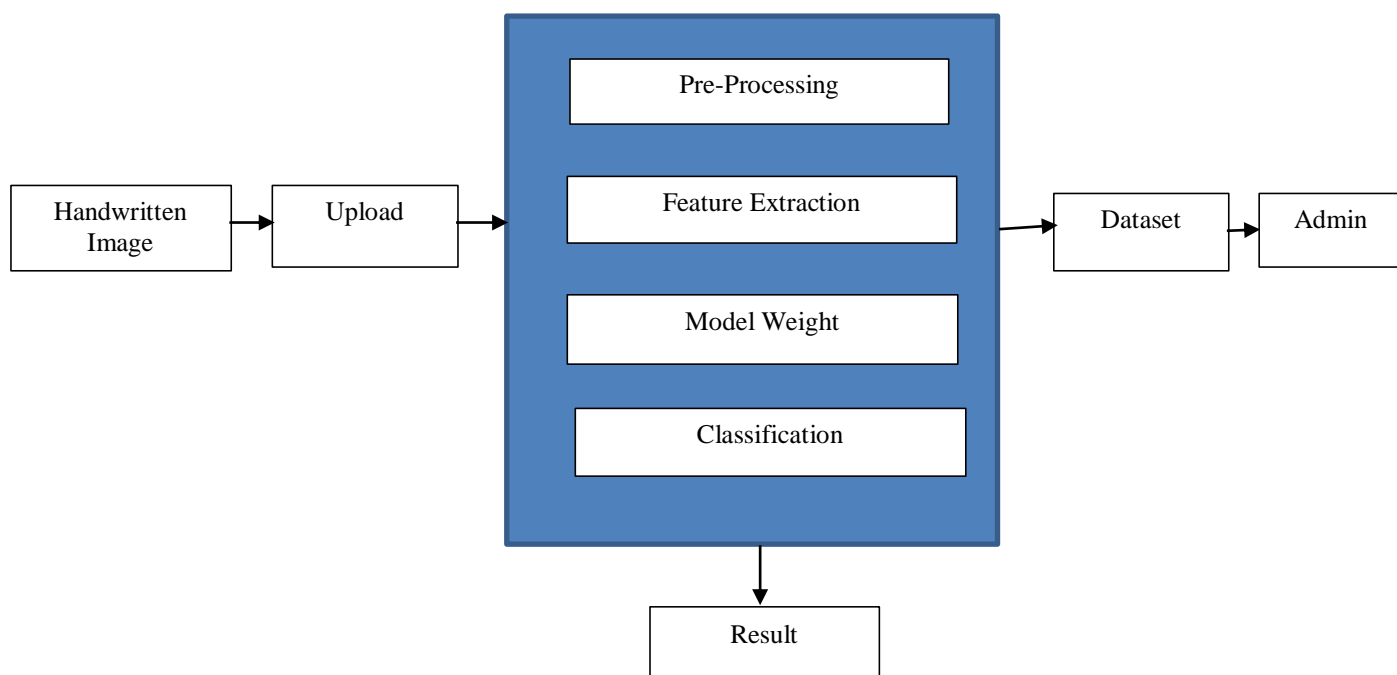 Pre-Processing
Handwritten
Image
Upload
Feature Extraction
Dataset
Admin
Model Weight
Classification
Result